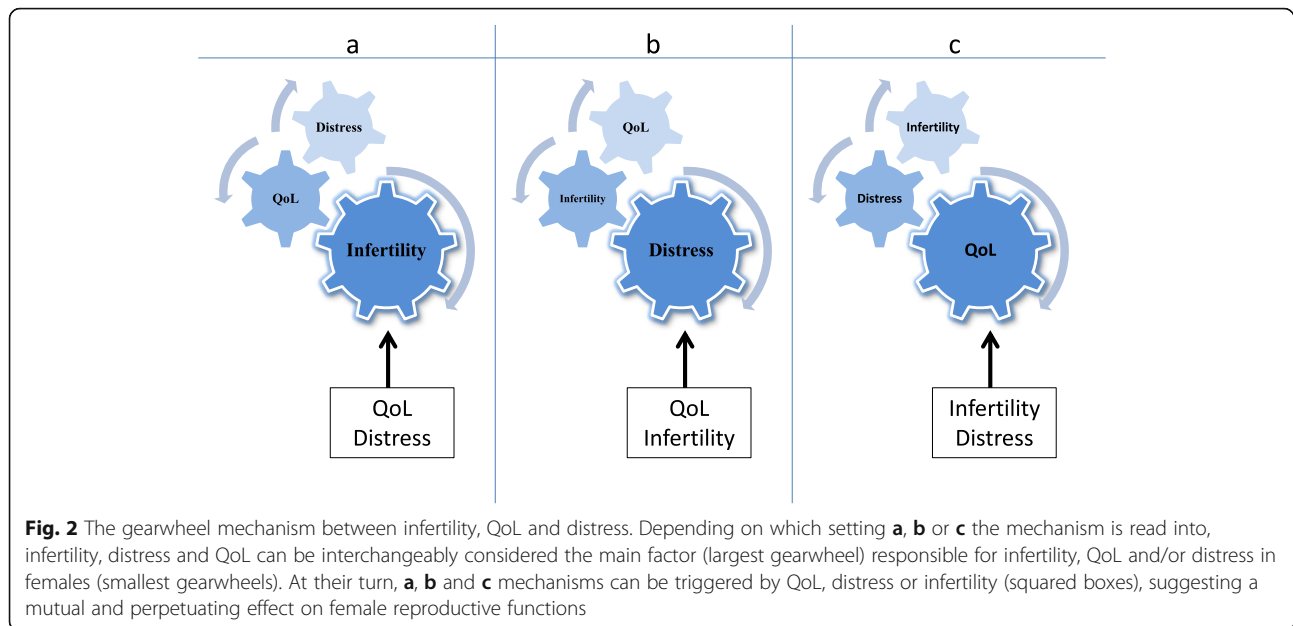 a
b
c
Distress
QoL
Infertility
QoL
Distress
QoL
Infertility
Distress
QoL
Infertility
Infertility
Distress
QoL
Infertility
Distress
Fig. 2 The gearwheel mechanism between infertility, QoL and distress. Depending on which setting a, b or c the mechanism is read into,
infertility, distress and QoL can be interchangeably considered the main factor (largest gearwheel) responsible for infertility, QoL and/or distress in
females (smallest gearwheels). At their turn, a, b and c mechanisms can be triggered by QoL, distress or infertility (squared boxes), suggesting a
mutual and perpetuating effect on female reproductive functions